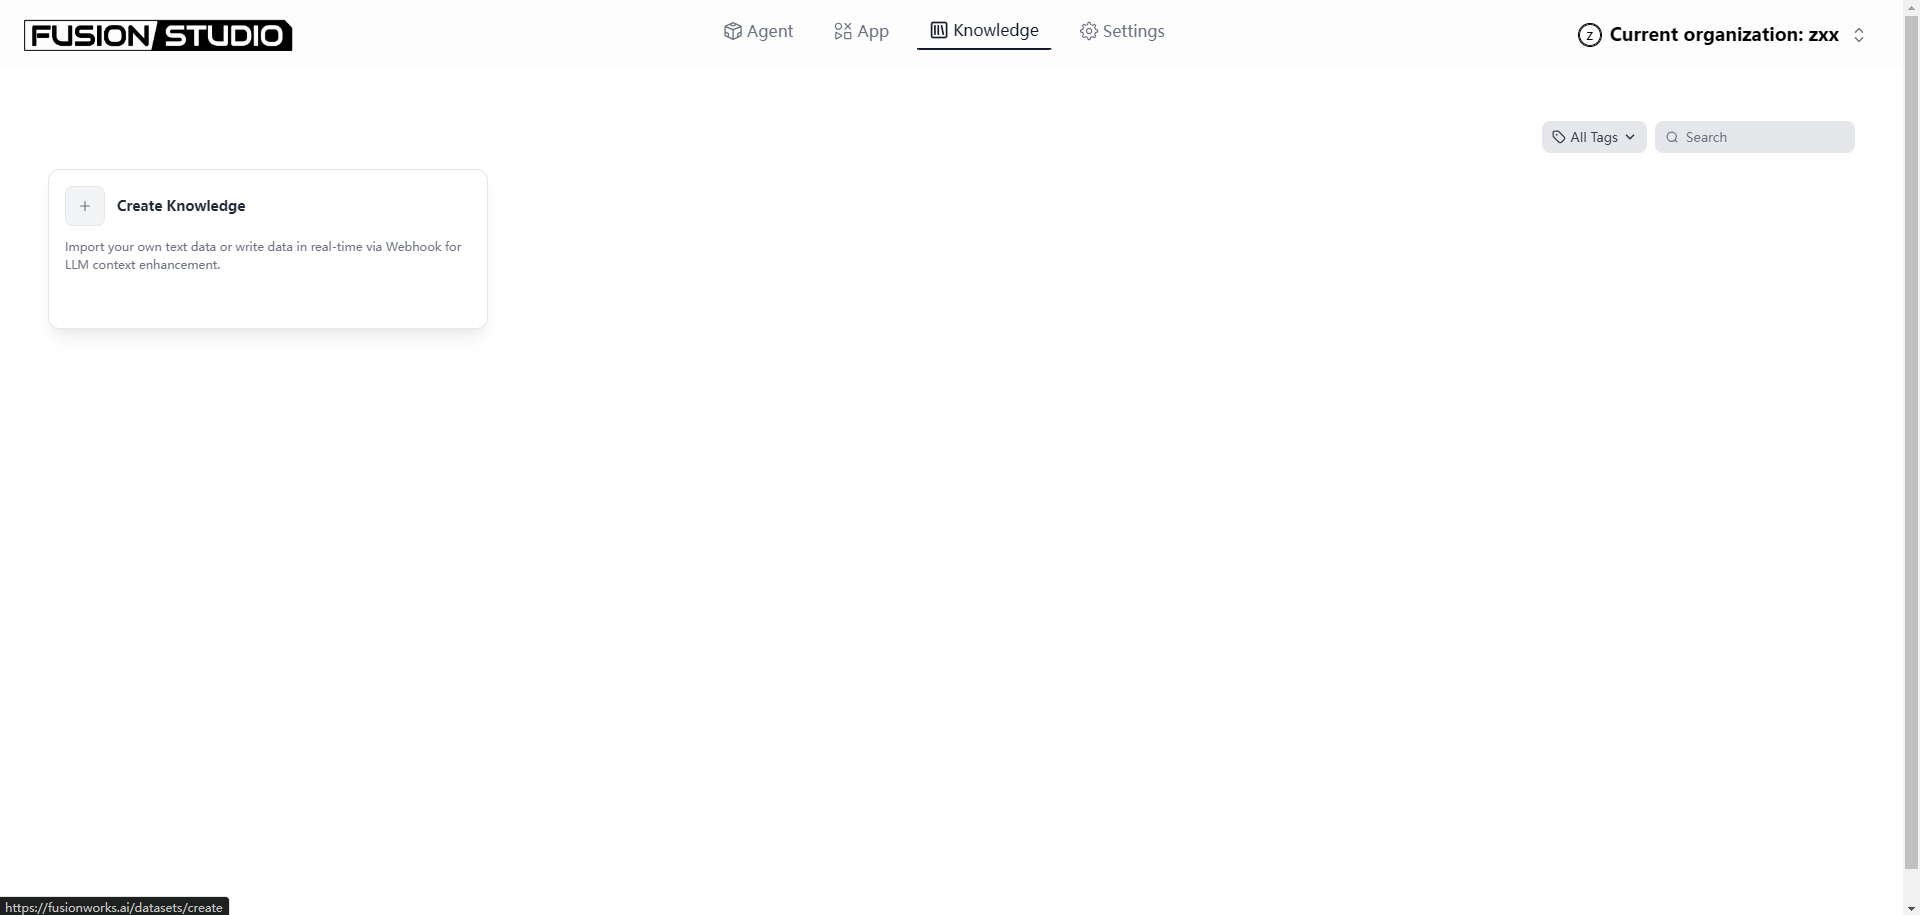 FUSION STUDIO
Agent
App
Knowledge
Settings
z
Current organization: zxx
All Tags
Search
Create Knowledge
Import your own text data or write data in real-time via Webhook for
LLM context enhancement.
https://fusionworks.ai/datasets/create